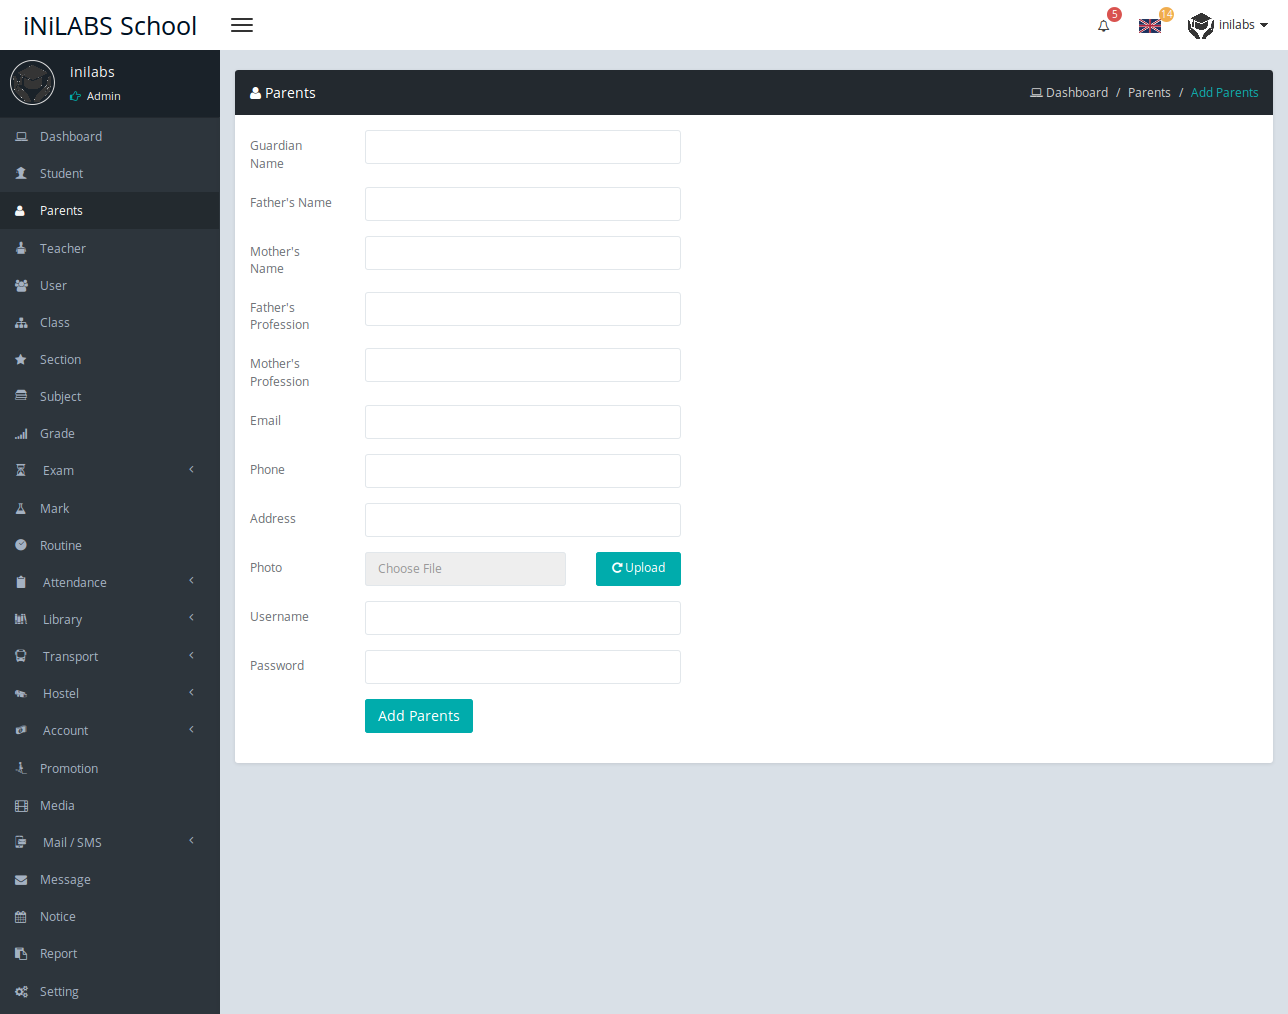 iNiLABS School
5
14
inilabs
inilabs
Admin
Dashboard
Student
Parents
Teacher
User
Class
Section
Subject
Grade
Exam
Mark
Routine
Attendance
Library
Transport
Hostel
Account
Promotion
Media
Mail / SMS
Message
Notice
Report
Setting
Parents
Dashboard / Parents / Add Parents
Guardian
Name
Father's Name
Mother's
Name
Father's
Profession
Mother's
Profession
Email
Phone
Address
Photo
Choose File
Upload
Username
Password
Add Parents